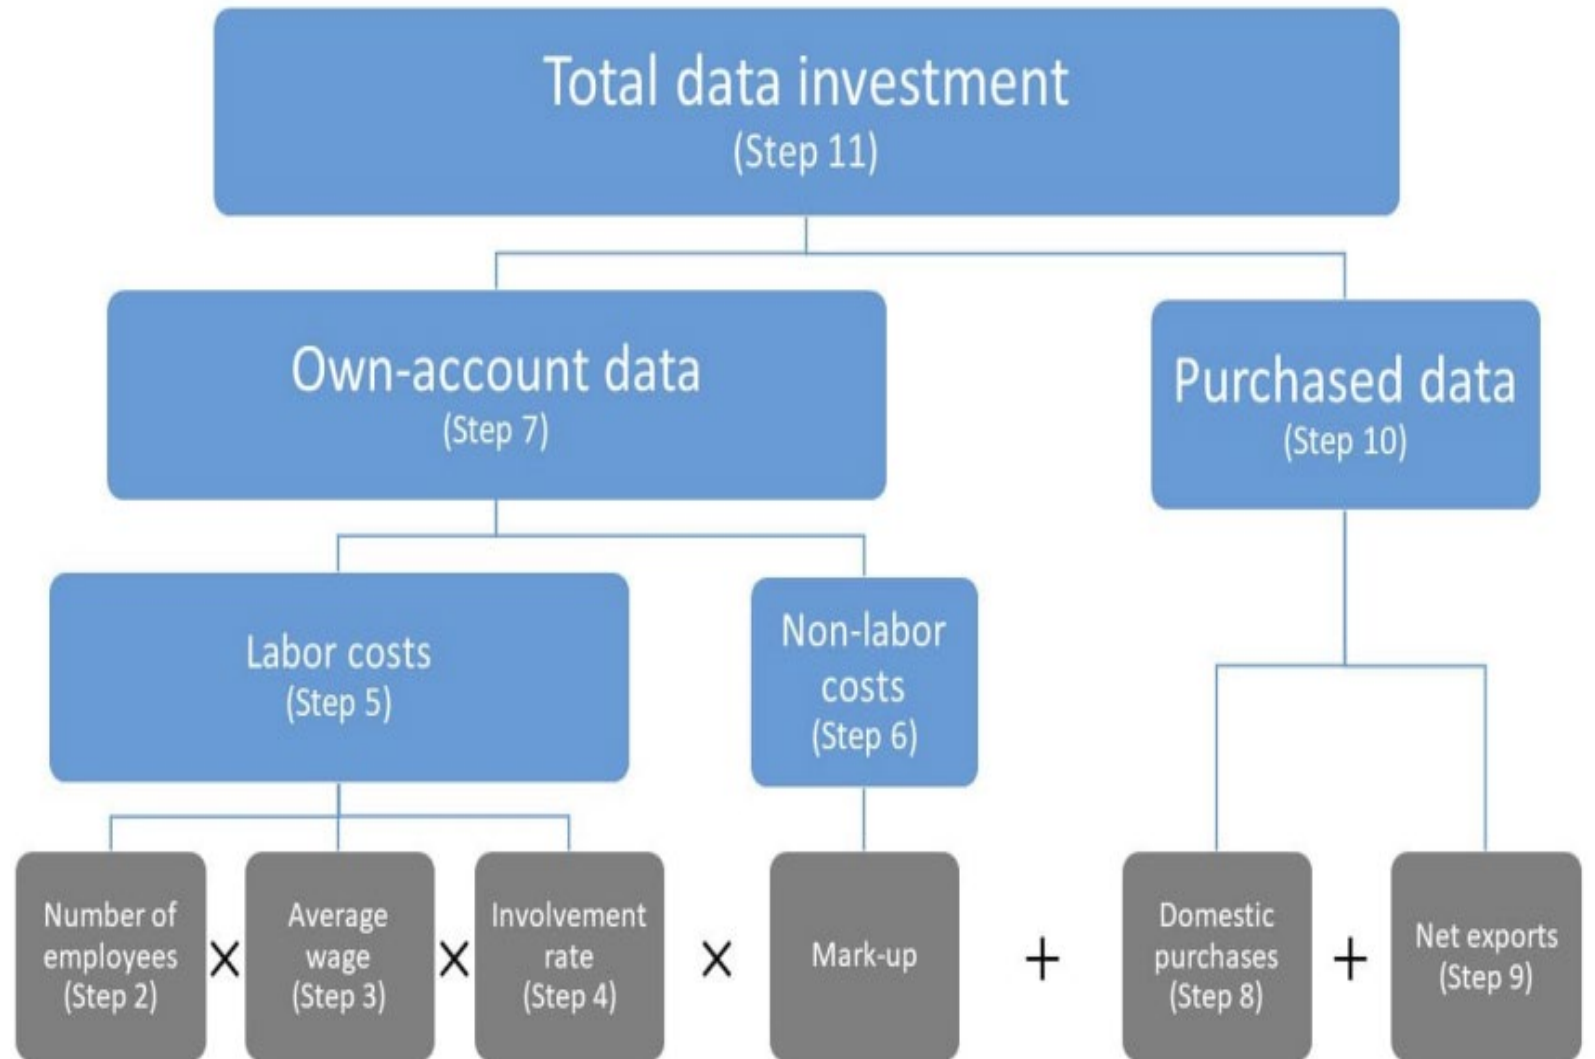 Total data investment
(Step 11)
Own-account data
(Step 7)
Purchased data
(Step 10)
Labor costs
(Step 5)
Non-labor
costs
(Step 6)
Number of
employees
(Step 2)
×
Average
wage
(Step 3)
×
Involvement
rate
(Step 4)
×
Mark-up
+
Domestic
purchases
(Step 8)
+
Net exports
(Step 9)